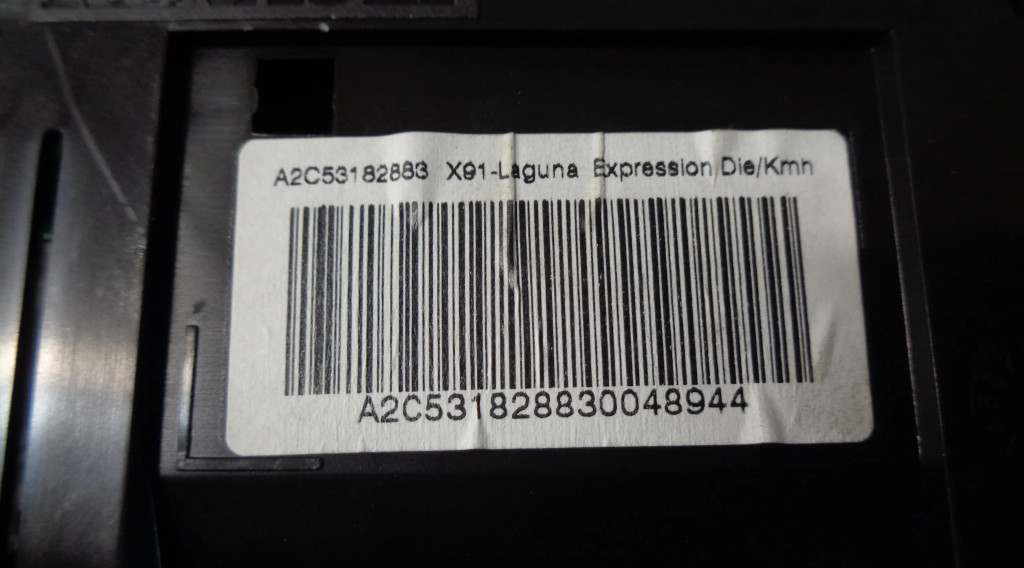 A2C53182883 X91-Laguna Expression Die/Kmh
A2C531828830048944